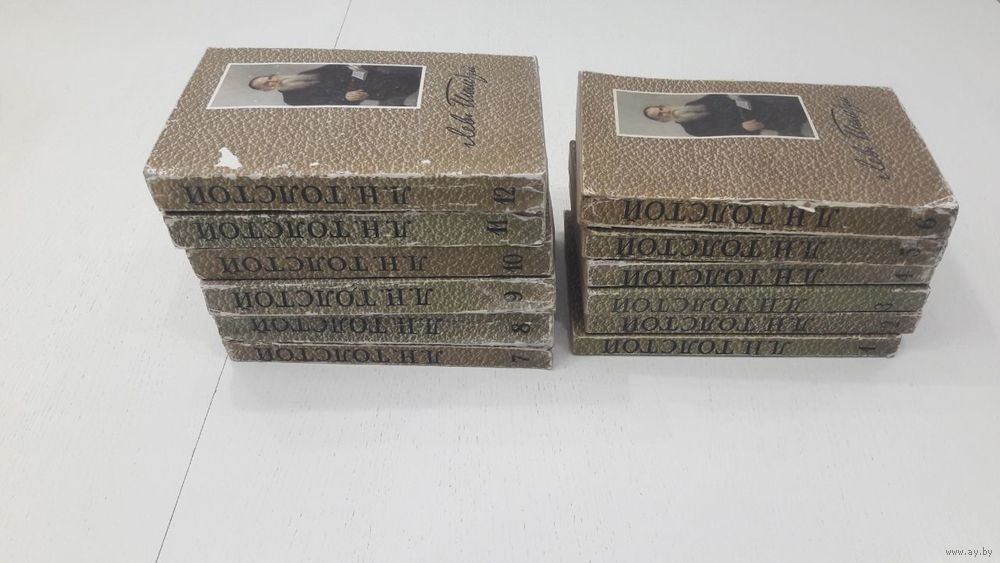 Лев Толстой
Л. Н. ТОЛСТОЙ 12
Л. Н. ТОЛСТОЙ 11
Л. Н. ТОЛСТОЙ 10
Л. Н. ТОЛСТОЙ 9
Л. Н. ТОЛСТОЙ 8
Л. Н. ТОЛСТОЙ 7
Лев Толстой
Л. Н. ТОЛСТОЙ 6
Л. Н. ТОЛСТОЙ 5
Л. Н. ТОЛСТОЙ 4
Л. Н. ТОЛСТОЙ 3
Л. Н. ТОЛСТОЙ 2
Л. Н. ТОЛСТОЙ 1
www.ay.by